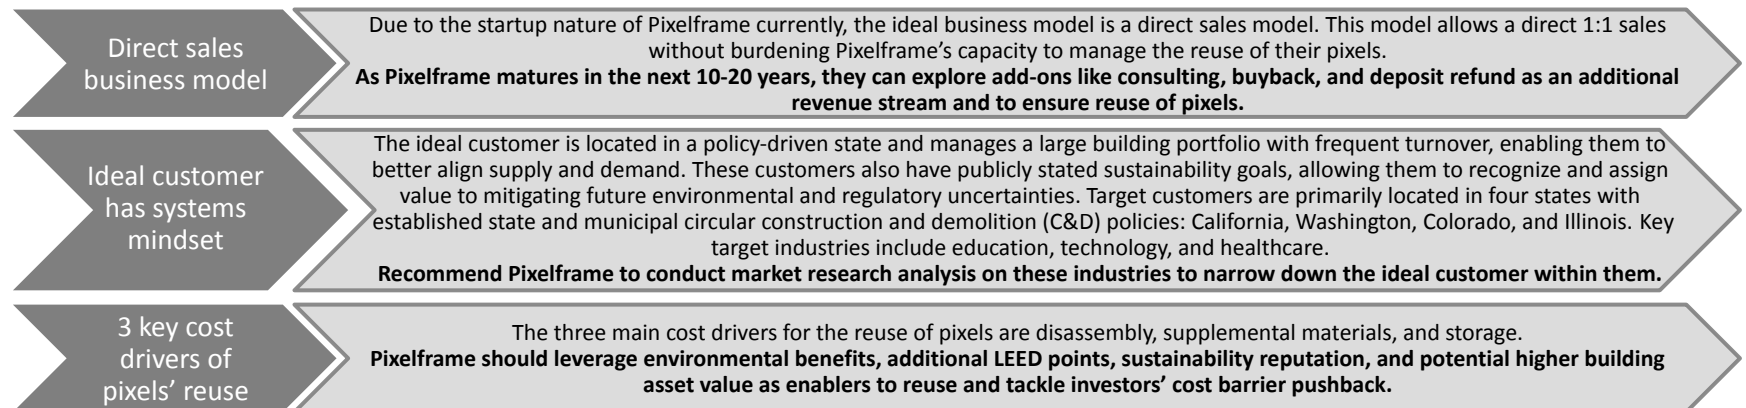 Direct sales
business model
Due to the startup nature of Pixelframe currently, the ideal business model is a direct sales model. This model allows a direct 1:1 sales
without burdening Pixelframe's capacity to manage the reuse of their pixels.
As Pixelframe matures in the next 10-20 years, they can explore add-ons like consulting, buyback, and deposit refund as an additional
revenue stream and to ensure reuse of pixels.
Ideal customer
has systems
mindset
The ideal customer is located in a policy-driven state and manages a large building portfolio with frequent turnover, enabling them to
better align supply and demand. These customers also have publicly stated sustainability goals, allowing them to recognize and assign
value to mitigating future environmental and regulatory uncertainties. Target customers are primarily located in four states with
established state and municipal circular construction and demolition (C&D) policies: California, Washington, Colorado, and Illinois. Key
target industries include education, technology, and healthcare.
Recommend Pixelframe to conduct market research analysis on these industries to narrow down the ideal customer within them.
3 key cost
drivers of
pixels' reuse
The three main cost drivers for the reuse of pixels are disassembly, supplemental materials, and storage.
Pixelframe should leverage environmental benefits, additional LEED points, sustainability reputation, and potential higher building
asset value as enablers to reuse and tackle investors' cost barrier pushback.